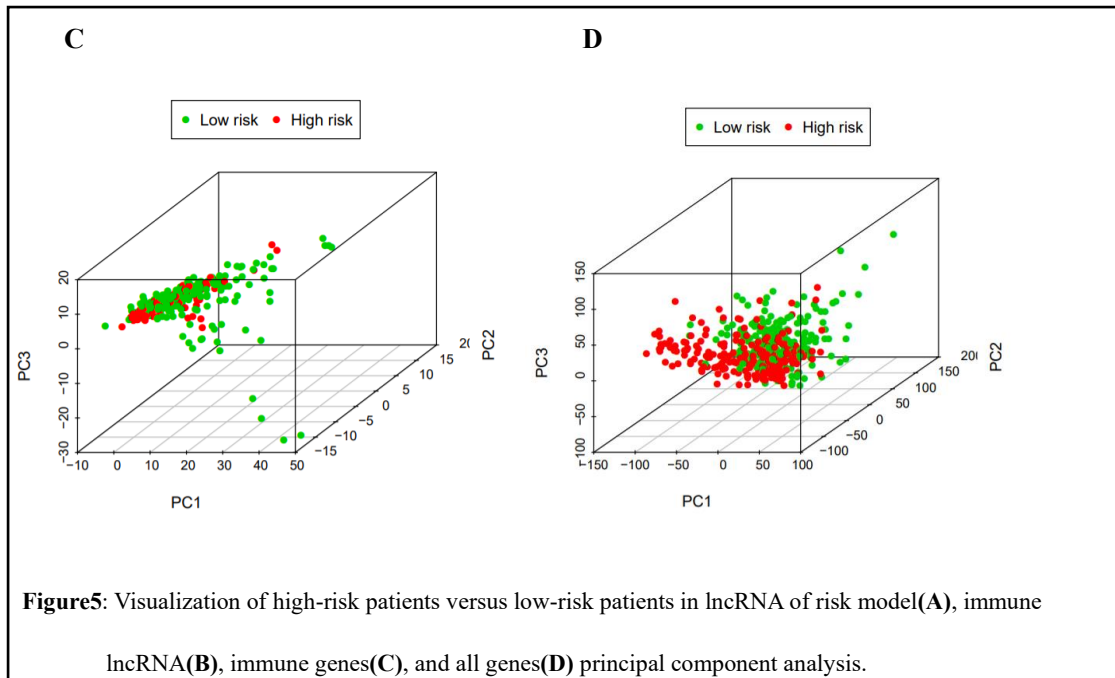 C
D
Low risk High risk
Low risk High risk
20
10
0
−10
−20
−30
PC3
−10 0 10 20 30 40 50
PC1
−15
−10
−5
0
5
10
15
20
PC2
150
100
50
0
−50
−100
PC3
−150 −100 −50 0 50 100
PC1
−100
−50
0
50
100
150
200
PC2
Figure5: Visualization of high-risk patients versus low-risk patients in lncRNA of risk model(A), immune
lncRNA(B), immune genes(C), and all genes(D) principal component analysis.